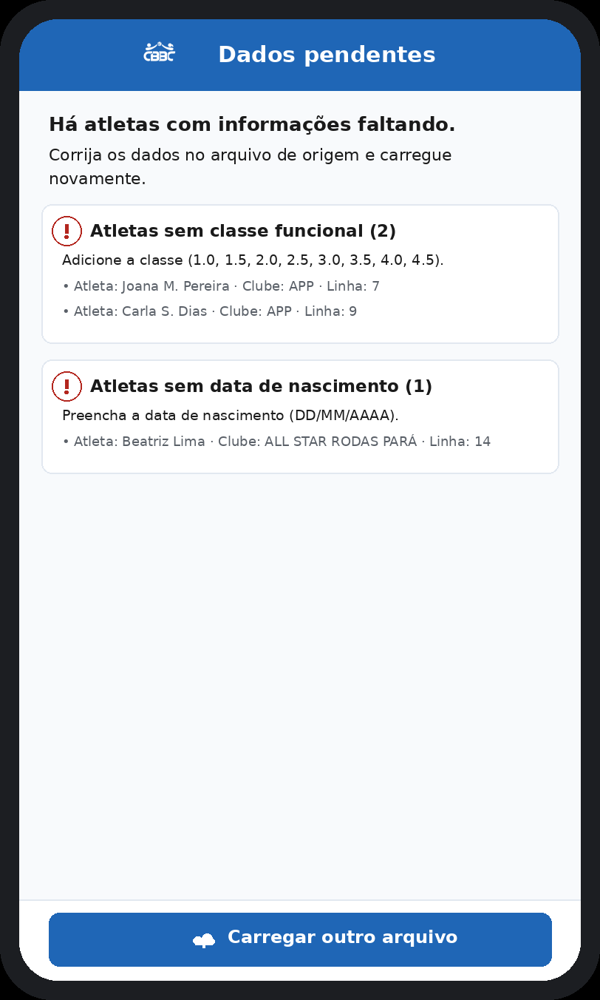 CBBC
Dados pendentes
Há atletas com informações faltando.
Corrija os dados no arquivo de origem e carregue
novamente.
! Atletas sem classe funcional (2)
Adicione a classe (1.0, 1.5, 2.0, 2.5, 3.0, 3.5, 4.0, 4.5).
• Atleta: Joana M. Pereira · Clube: APP · Linha: 7
• Atleta: Carla S. Dias · Clube: APP · Linha: 9
! Atletas sem data de nascimento (1)
Preencha a data de nascimento (DD/MM/AAAA).
• Atleta: Beatriz Lima · Clube: ALL STAR RODAS PARÁ · Linha: 14
Carregar outro arquivo